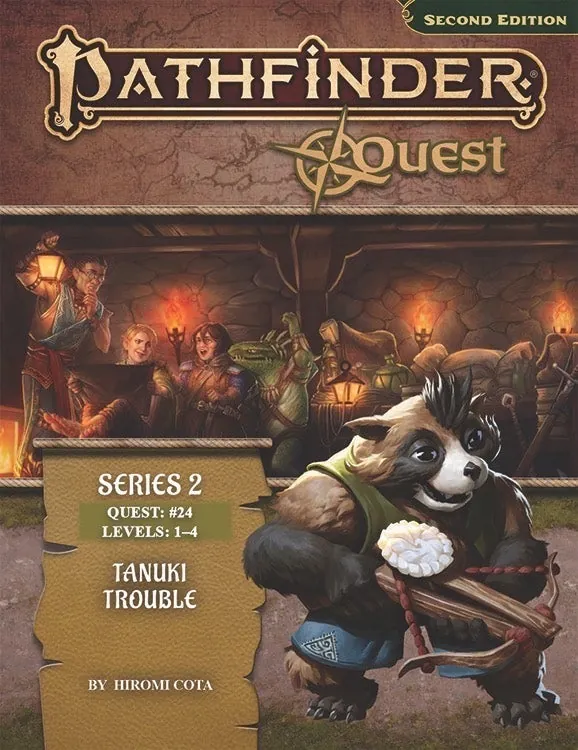 SECOND EDITION
PATHFINDER®
QUEST
SERIES 2
QUEST: #24
LEVELS: 1–4
TANUKI
TROUBLE
BY HIROMI COTA